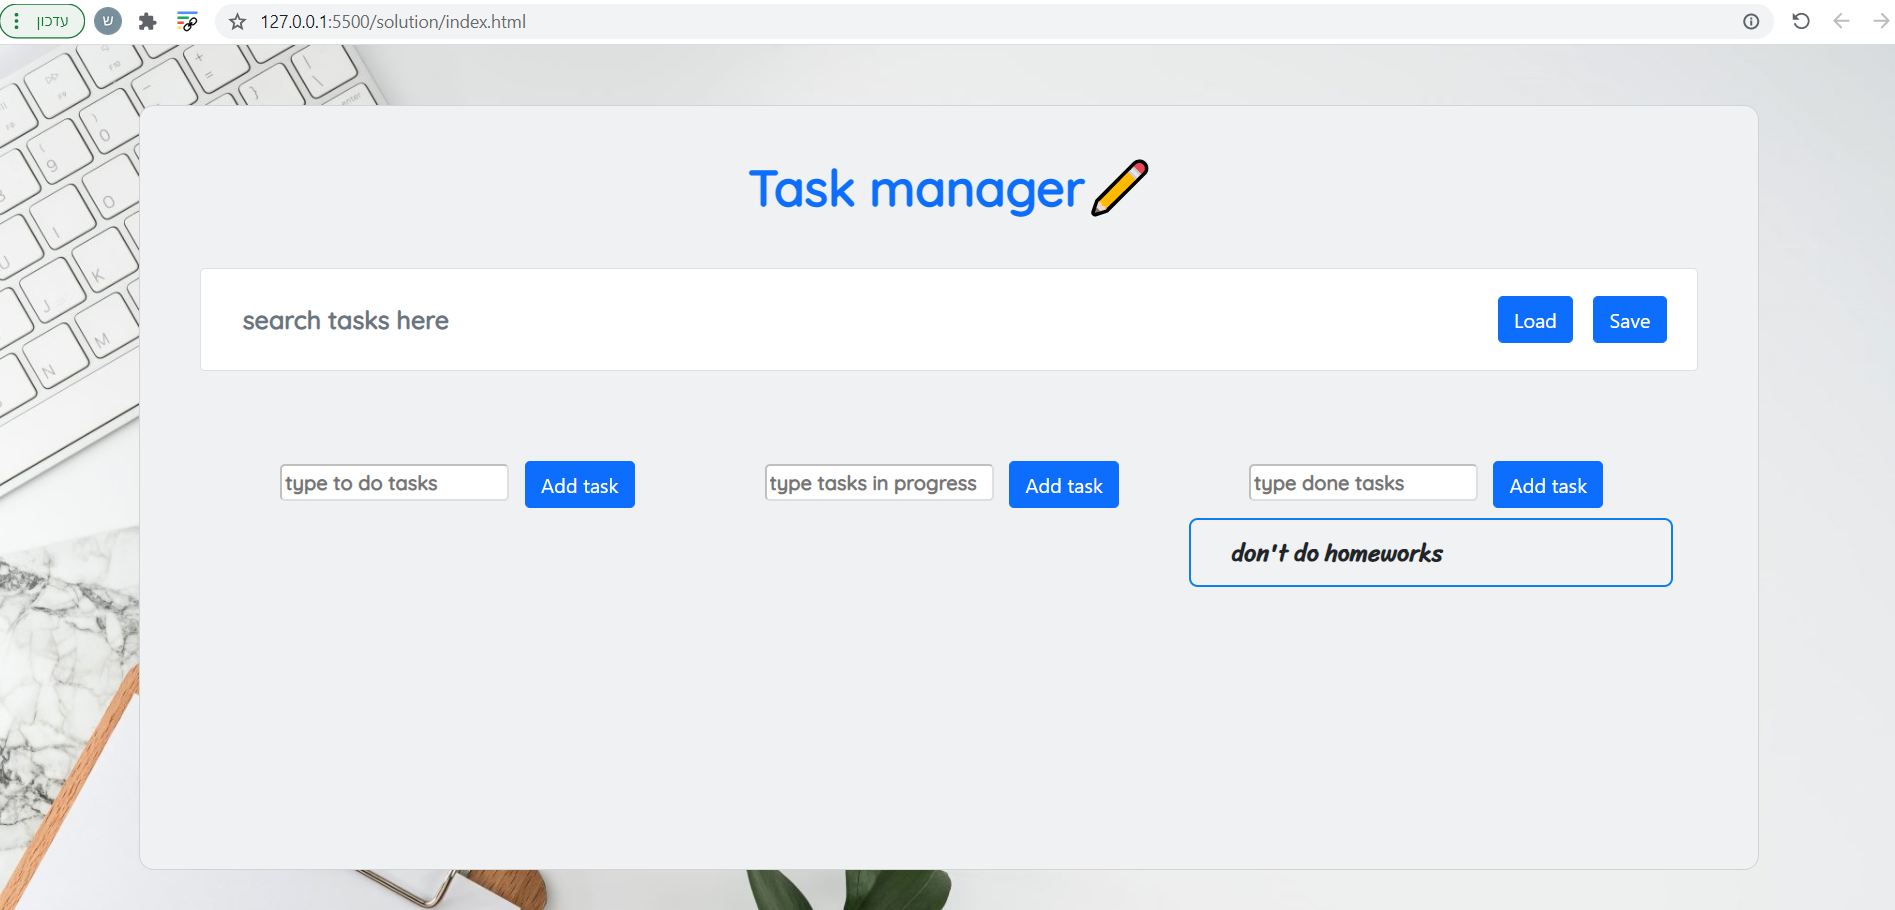 עדכון
ש
127.0.0.1:5500/solution/index.html
Task manager
search tasks here
Load
Save
type to do tasks
Add task
type tasks in progress
Add task
type done tasks
Add task
don't do homeworks